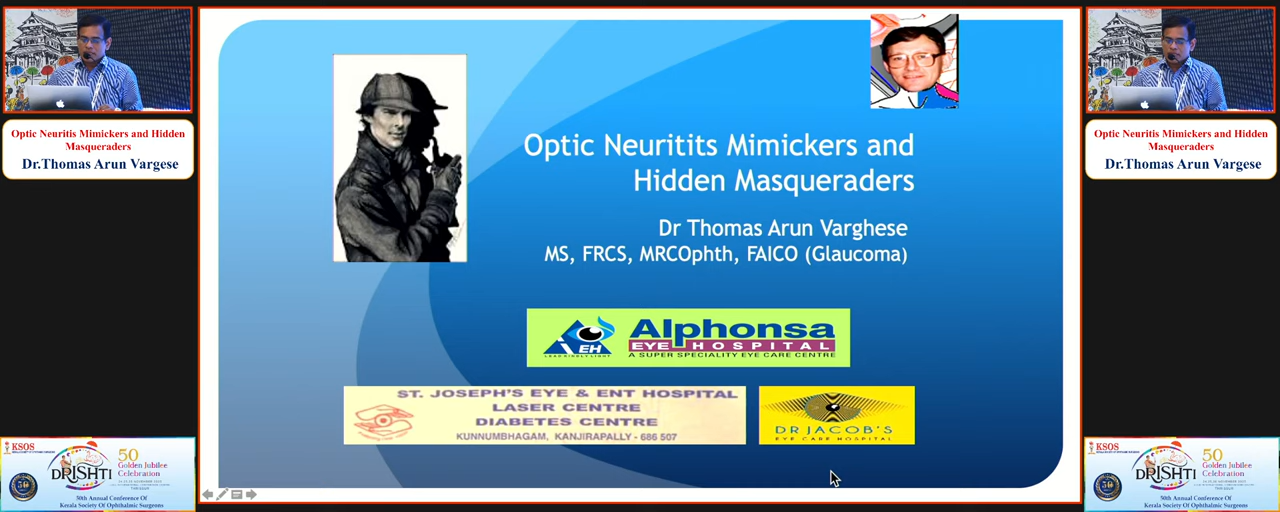 Optic Neuritis Mimickers and Hidden
Masqueraders
Dr.Thomas Arun Vargese
Optic Neuritits Mimickers and
Hidden Masqueraders
Dr Thomas Arun Varghese
MS, FRCS, MRCOphth, FAICO (Glaucoma)
AEH
LEAD KINDLY LIGHT
Alphonsa
EYE HOSPITAL
A SUPER SPECIALITY EYE CARE CENTRE
ST. JOSEPH'S EYE & ENT HOSPITAL
LASER CENTRE
DIABETES CENTRE
KUNNUMBHAGAM, KANJIRAPALLY - 686 507
DR JACOB'S
EYE CARE HOSPITAL
Optic Neuritis Mimickers and Hidden
Masqueraders
Dr.Thomas Arun Vargese
KSOS
DRISHTI
50
Golden Jubilee
Celebration
50th Annual Conference Of
Kerala Society Of Ophthalmic Surgeons
KSOS
DRISHTI
50
Golden Jubilee
Celebration
50th Annual Conference Of
Kerala Society Of Ophthalmic Surgeons